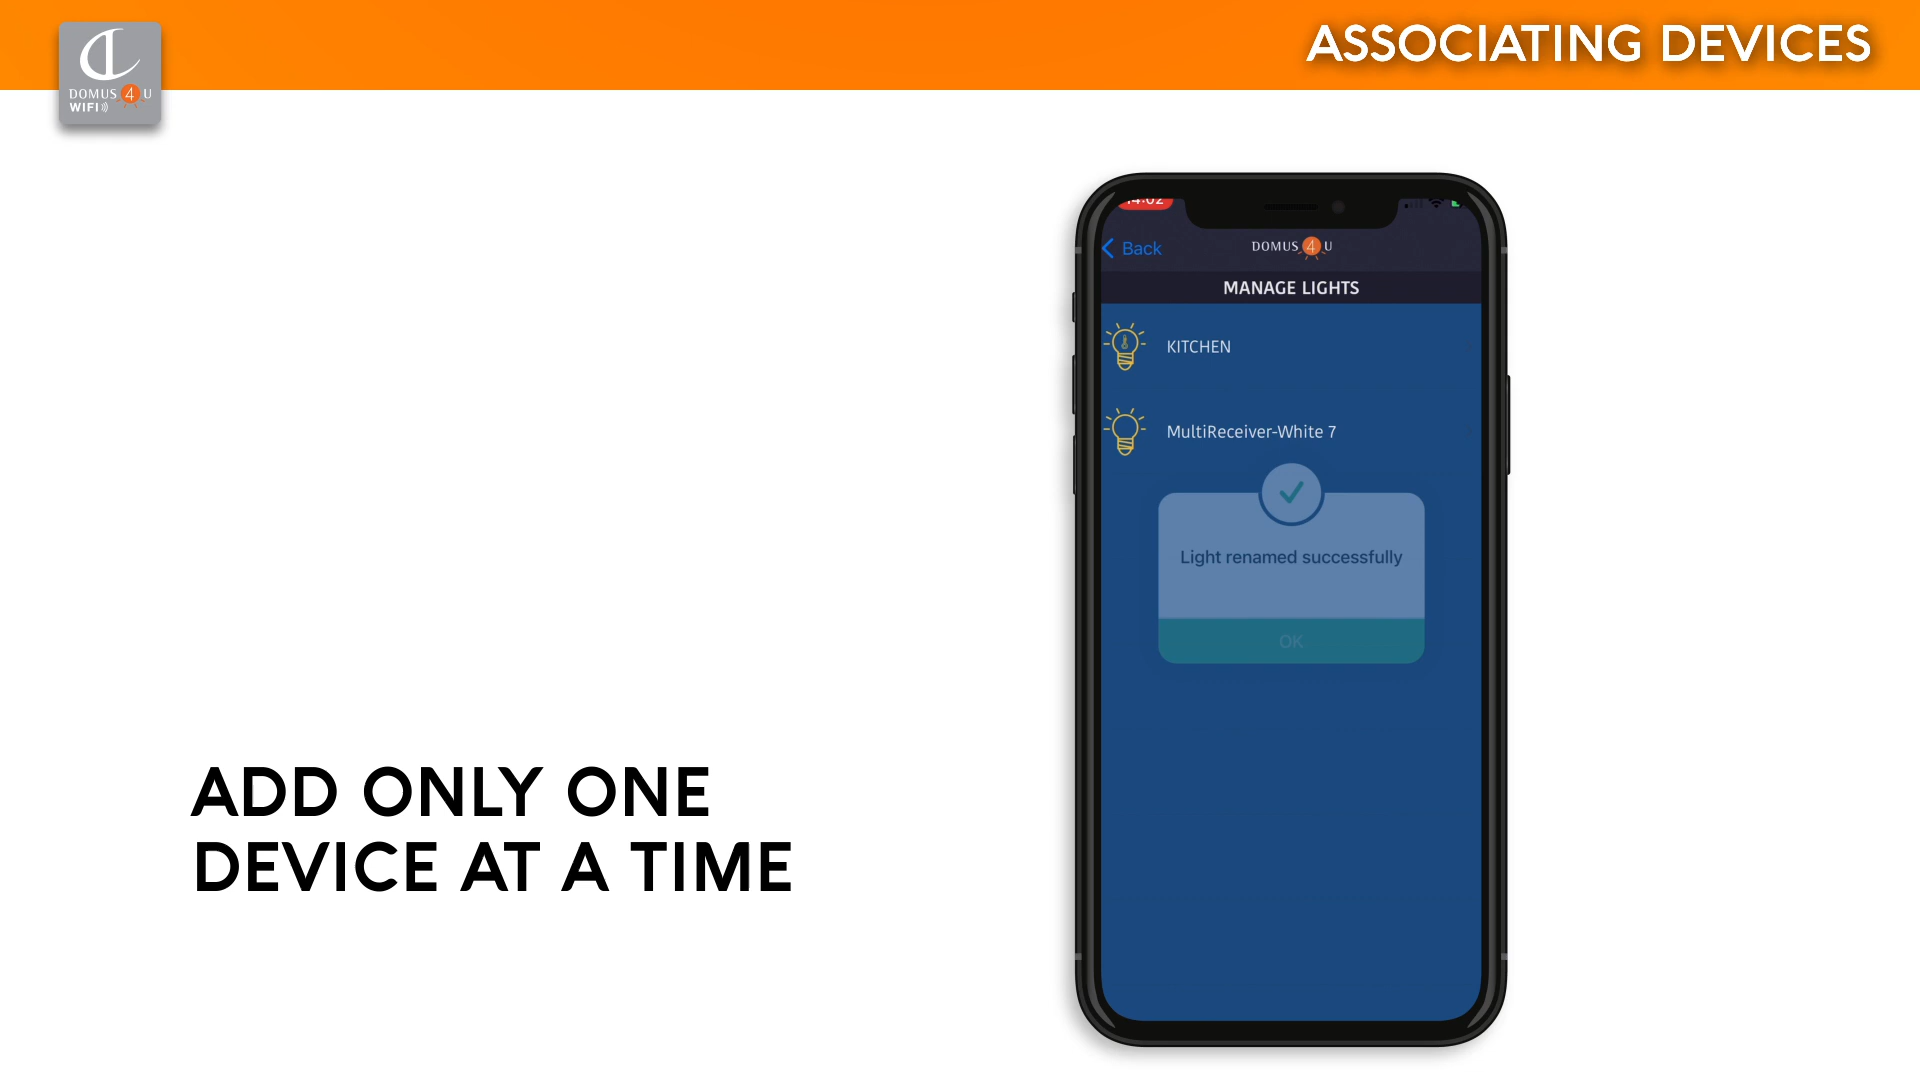 ASSOCIATING DEVICES
DOMUS 4 U
WIFI
Back
DOMUS 4 U
MANAGE LIGHTS
KITCHEN
MultiReceiver-White 7
Light renamed successfully
OK
ADD ONLY ONE
DEVICE AT A TIME